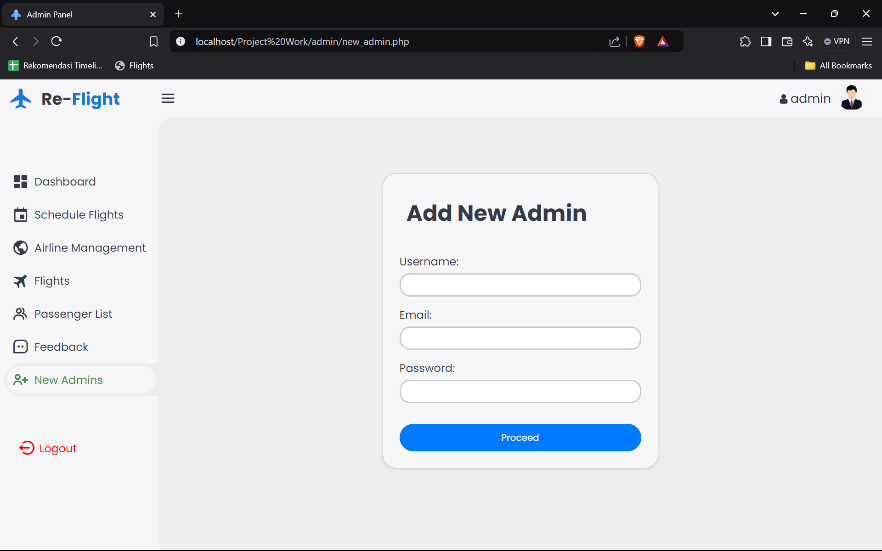 Admin Panel
localhost/Project%20Work/admin/new_admin.php
VPN
Rekomendasi Timeli...
Flights
All Bookmarks
Re-Flight
admin
Dashboard
Schedule Flights
Airline Management
Flights
Passenger List
Feedback
New Admins
Logout
Add New Admin
Username:
Email:
Password:
Proceed